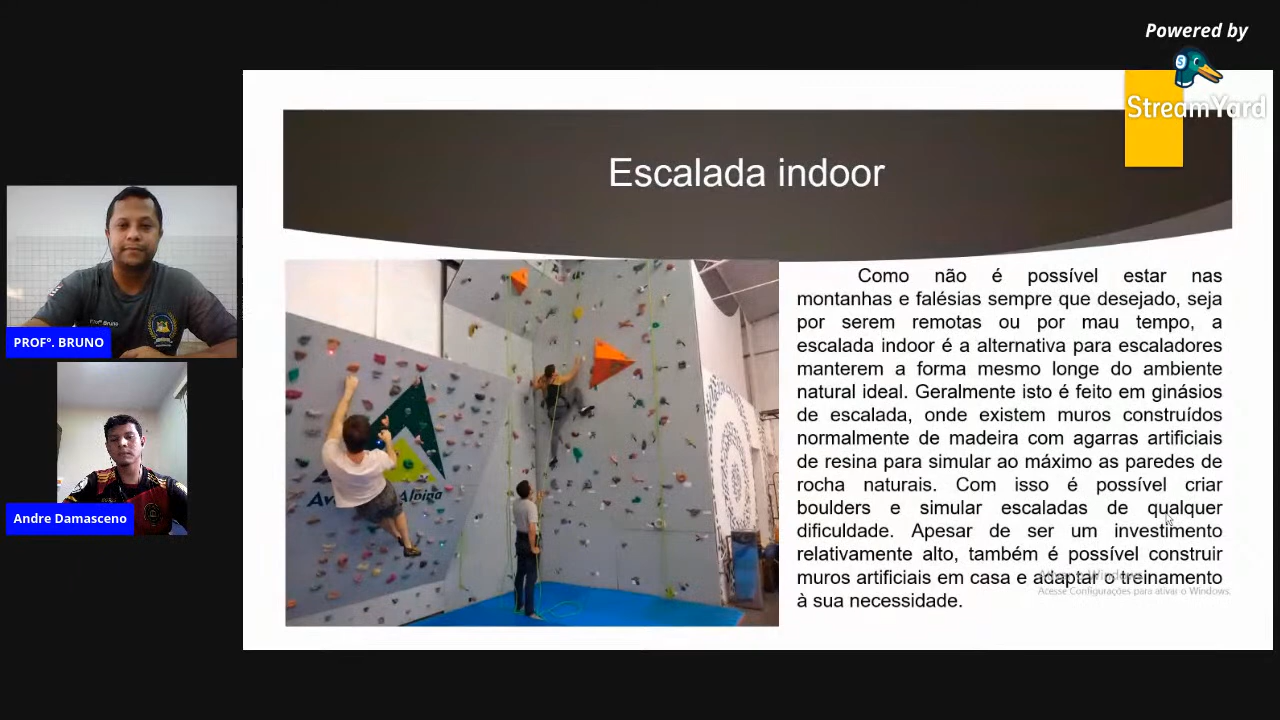 Powered by
StreamYard
Escalada indoor
Como não é possível estar nas
montanhas e falésias sempre que desejado, seja
por serem remotas ou por mau tempo, a
escalada indoor é a alternativa para escaladores
manterem a forma mesmo longe do ambiente
natural ideal. Geralmente isto é feito em ginásios
de escalada, onde existem muros construídos
normalmente de madeira com agarras artificiais
de resina para simular ao máximo as paredes de
rocha naturais. Com isso é possível criar
boulders e simular escaladas de qualquer
dificuldade. Apesar de ser um investimento
relativamente alto, também é possível construir
muros artificiais em casa e adaptar o treinamento
à sua necessidade.
Acesse Configurações para ativar o Windows.
PROFº. BRUNO
Andre Damasceno